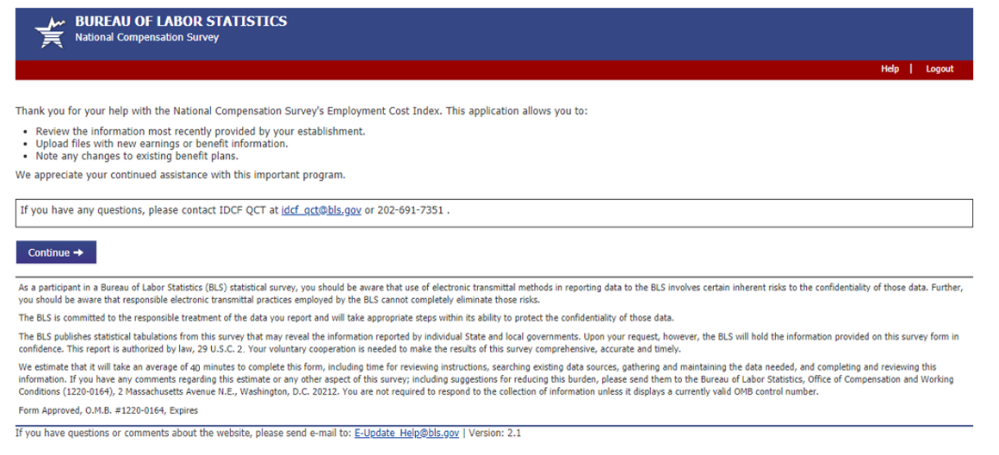 BUREAU OF LABOR STATISTICS
National Compensation Survey
Help | Logout
Thank you for your help with the National Compensation Survey's Employment Cost Index. This application allows you to:
• Review the information most recently provided by your establishment.
• Upload files with new earnings or benefit information.
• Note any changes to existing benefit plans.
We appreciate your continued assistance with this important program.
If you have any questions, please contact IDCF QCT at idcf_qct@bls.gov or 202-691-7351 .
Continue →
As a participant in a Bureau of Labor Statistics (BLS) statistical survey, you should be aware that use of electronic transmittal methods in reporting data to the BLS involves certain inherent risks to the confidentiality of those data. Further,
you should be aware that responsible electronic transmittal practices employed by the BLS cannot completely eliminate those risks.
The BLS is committed to the responsible treatment of the data you report and will take appropriate steps within its ability to protect the confidentiality of those data.
The BLS publishes statistical tabulations from this survey that may reveal the information reported by individual State and local governments. Upon your request, however, the BLS will hold the information provided on this survey form in
confidence. This report is authorized by law, 29 U.S.C. 2. Your voluntary cooperation is needed to make the results of this survey comprehensive, accurate and timely.
We estimate that it will take an average of 40 minutes to complete this form, including time for reviewing instructions, searching existing data sources, gathering and maintaining the data needed, and completing and reviewing this
information. If you have any comments regarding this estimate or any other aspect of this survey; including suggestions for reducing this burden, please send them to the Bureau of Labor Statistics, Office of Compensation and Working
Conditions (1220-0164), 2 Massachusetts Avenue N.E., Washington, D.C. 20212. You are not required to respond to the collection of information unless it displays a currently valid OMB control number.
Form Approved, O.M.B. #1220-0164, Expires
If you have questions or comments about the website, please send e-mail to: E-Update_Help@bls.gov | Version: 2.1